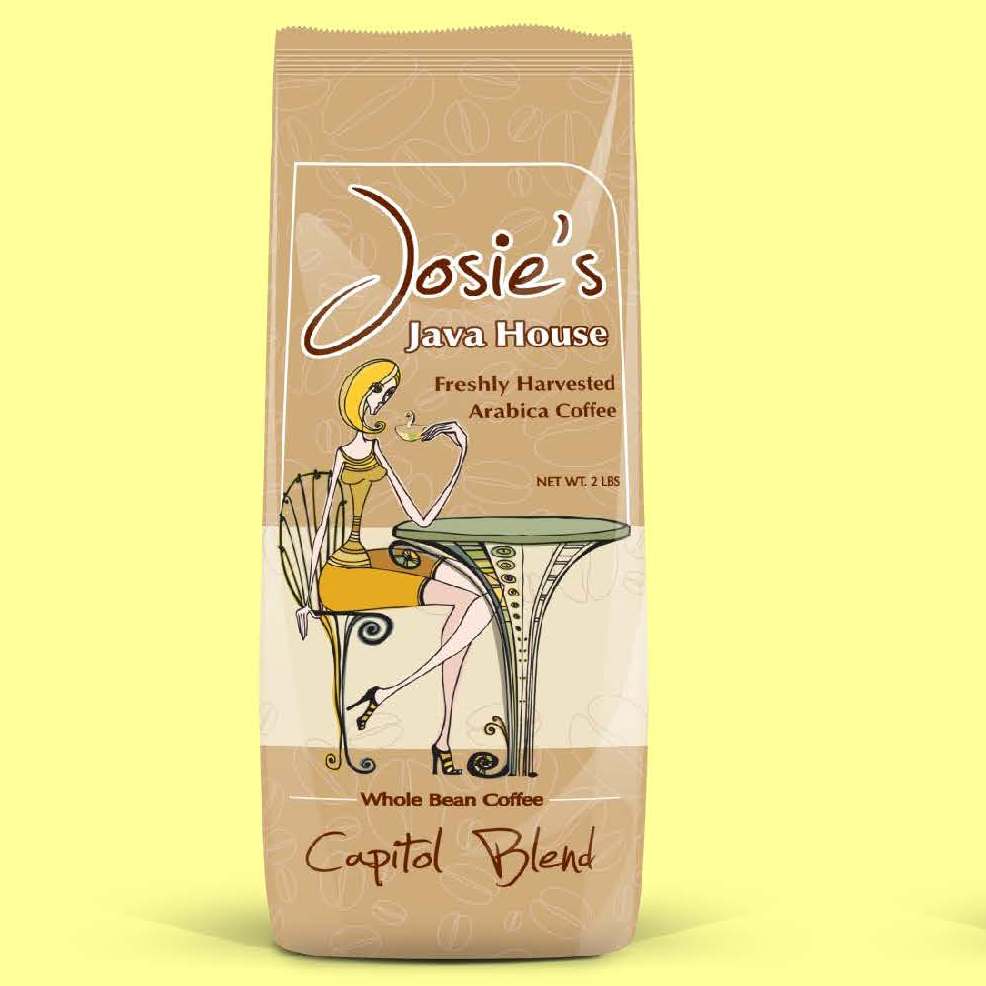 Josie's
Java House
Freshly Harvested
Arabica Coffee
NET WT. 2 LBS
Whole Bean Coffee
Capitol Blend